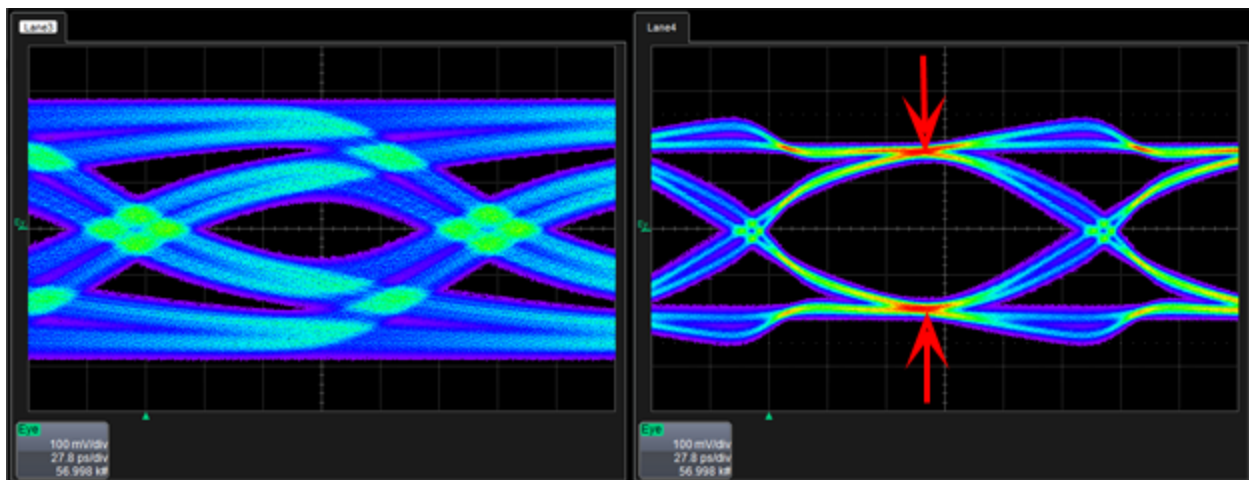 Lane3
Lane4
Eye
100 mV/div
27.8 ps/div
56.998 k#
Eye
100 mV/div
27.8 ps/div
56.998 k#